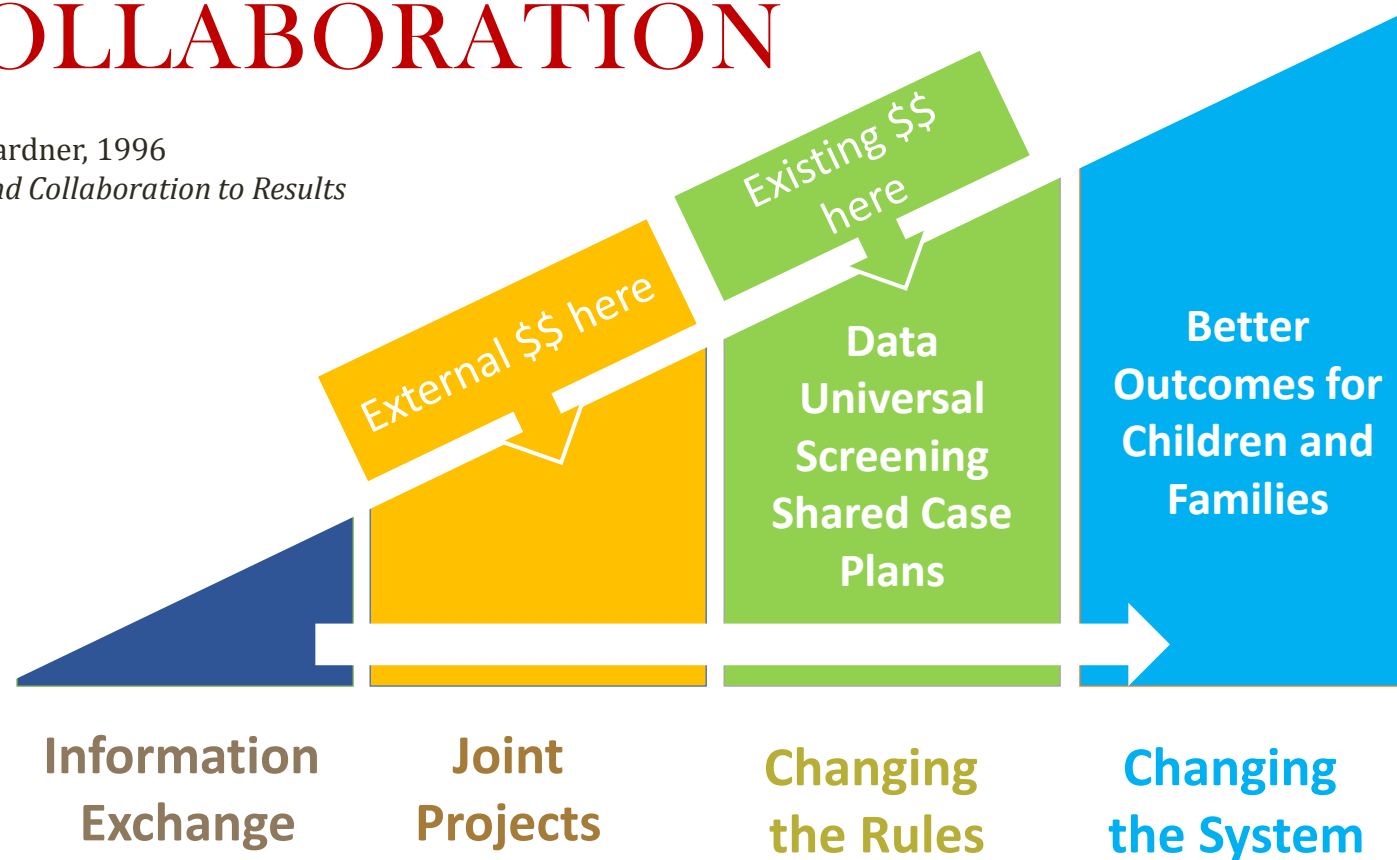 OLLABORATION
ardner, 1996
nd Collaboration to Results
Existing $$
here
External $$ here
Data
Universal
Screening
Shared Case
Plans
Better
Outcomes for
Children and
Families
Information
Exchange
Joint
Projects
Changing
the Rules
Changing
the System